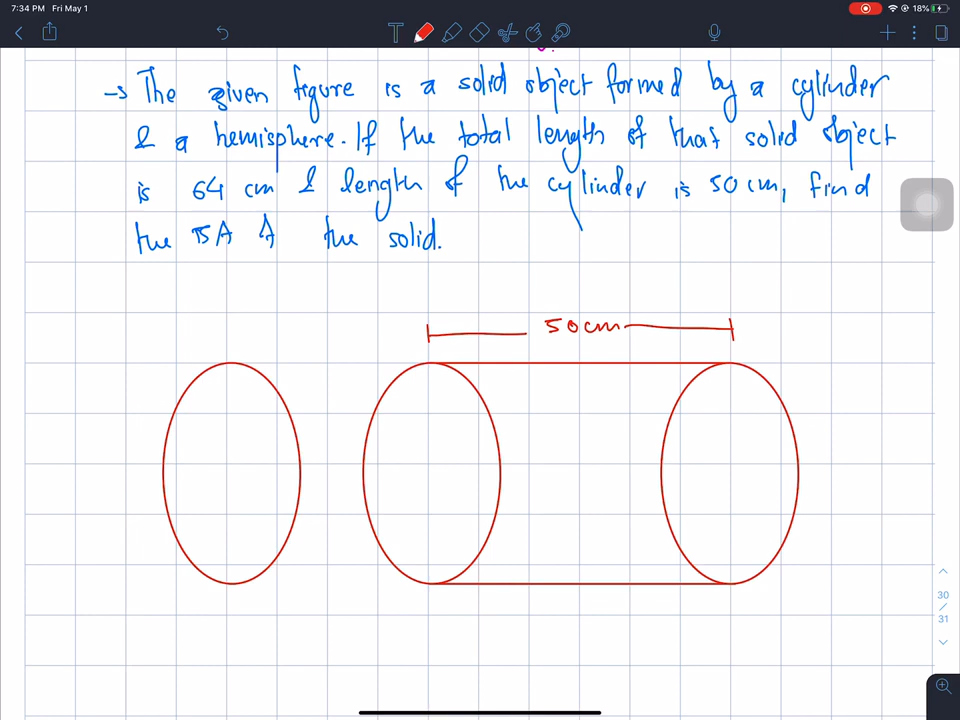 7:34 PM Fri May 1
18%
→ The given figure is a solid object formed by a cylinder
& a hemisphere. If the total length of that solid object
is 64 cm & length of the cylinder is 50 cm, find
the TSA of the solid.
50 cm
30
/
31